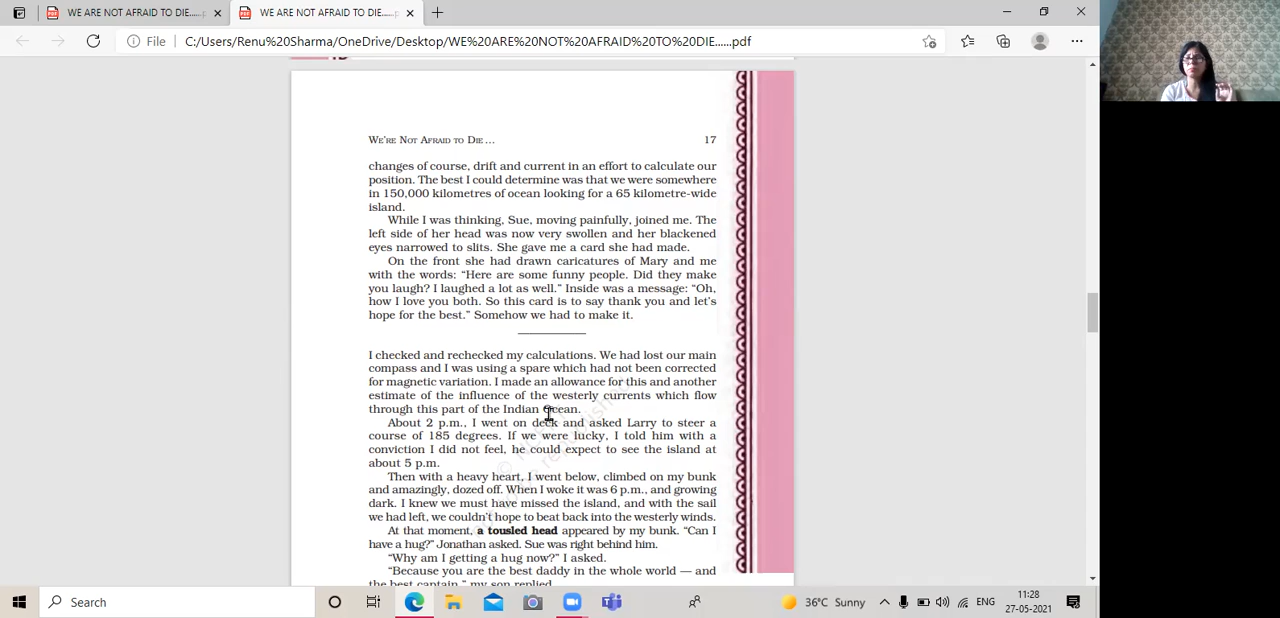 WE ARE NOT AFRAID TO DIE.....p
WE ARE NOT AFRAID TO DIE.....p
File
C:/Users/Renu%20Sharma/OneDrive/Desktop/WE%20ARE%20NOT%20AFRAID%20TO%20DIE......pdf
WE'RE NOT AFRAID TO DIE... 17
changes of course, drift and current in an effort to calculate our
position. The best I could determine was that we were somewhere
in 150,000 kilometres of ocean looking for a 65 kilometre-wide
island.
While I was thinking, Sue, moving painfully, joined me. The
left side of her head was now very swollen and her blackened
eyes narrowed to slits. She gave me a card she had made.
On the front she had drawn caricatures of Mary and me
with the words: “Here are some funny people. Did they make
you laugh? I laughed a lot as well.” Inside was a message: “Oh,
how I love you both. So this card is to say thank you and let's
hope for the best.” Somehow we had to make it.
I checked and rechecked my calculations. We had lost our main
compass and I was using a spare which had not been corrected
for magnetic variation. I made an allowance for this and another
estimate of the influence of the westerly currents which flow
through this part of the Indian Ocean.
About 2 p.m., I went on deck and asked Larry to steer a
course of 185 degrees. If we were lucky, I told him with a
conviction I did not feel, he could expect to see the island at
about 5 p.m.
Then with a heavy heart, I went below, climbed on my bunk
and amazingly, dozed off. When I woke it was 6 p.m., and growing
dark. I knew we must have missed the island, and with the sail
we had left, we couldn't hope to beat back into the westerly winds.
At that moment, a tousled head appeared by my bunk. “Can I
have a hug?” Jonathan asked. Sue was right behind him.
“Why am I getting a hug now?” I asked.
“Because you are the best daddy in the whole world — and
the best captain,” my son replied.
Search
36°C Sunny
ENG
11:28
27-05-2021